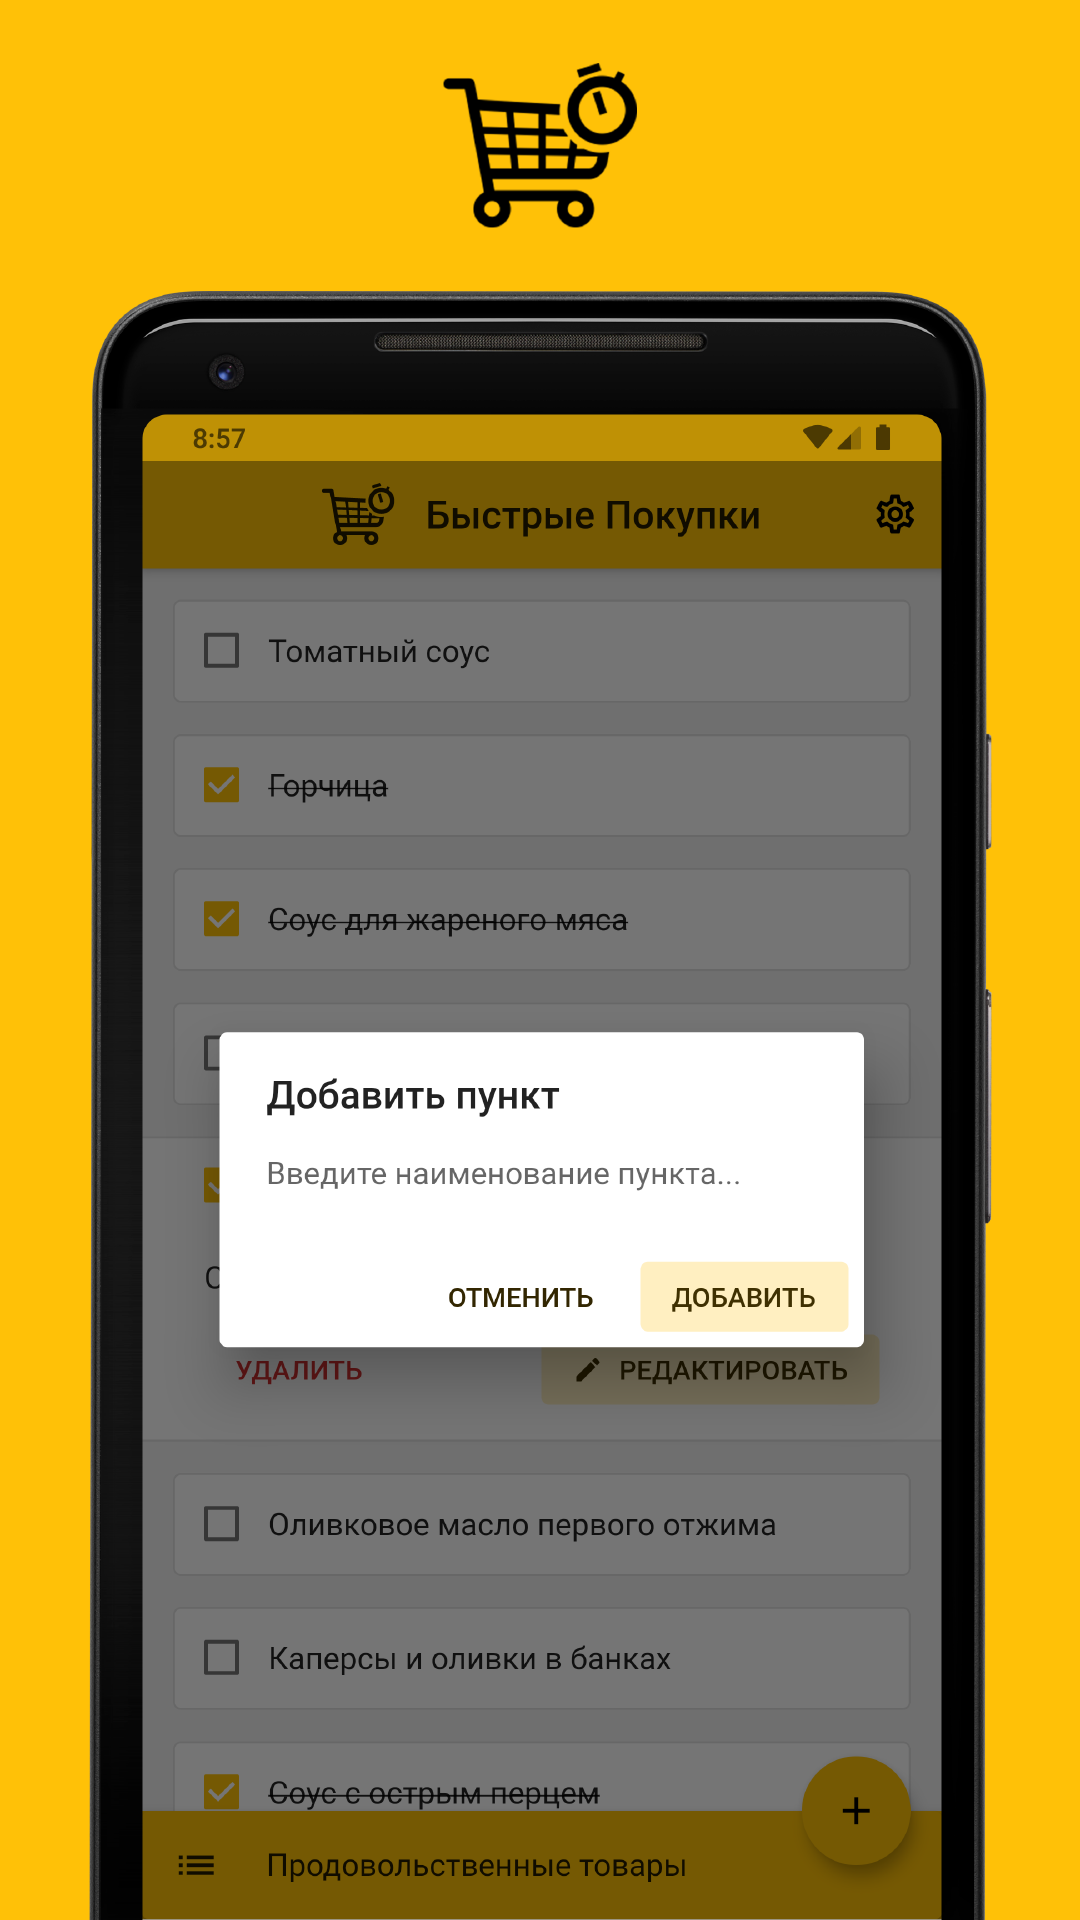 8:57
Быстрые Покупки
Томатный соус
Горчица
Соус для жареного мяса
Добавить пункт
Введите наименование пункта...
ОТМЕНИТЬ
ДОБАВИТЬ
УДАЛИТЬ
РЕДАКТИРОВАТЬ
Оливковое масло первого отжима
Каперсы и оливки в банках
Соус с острым перцем
Продовольственные товары